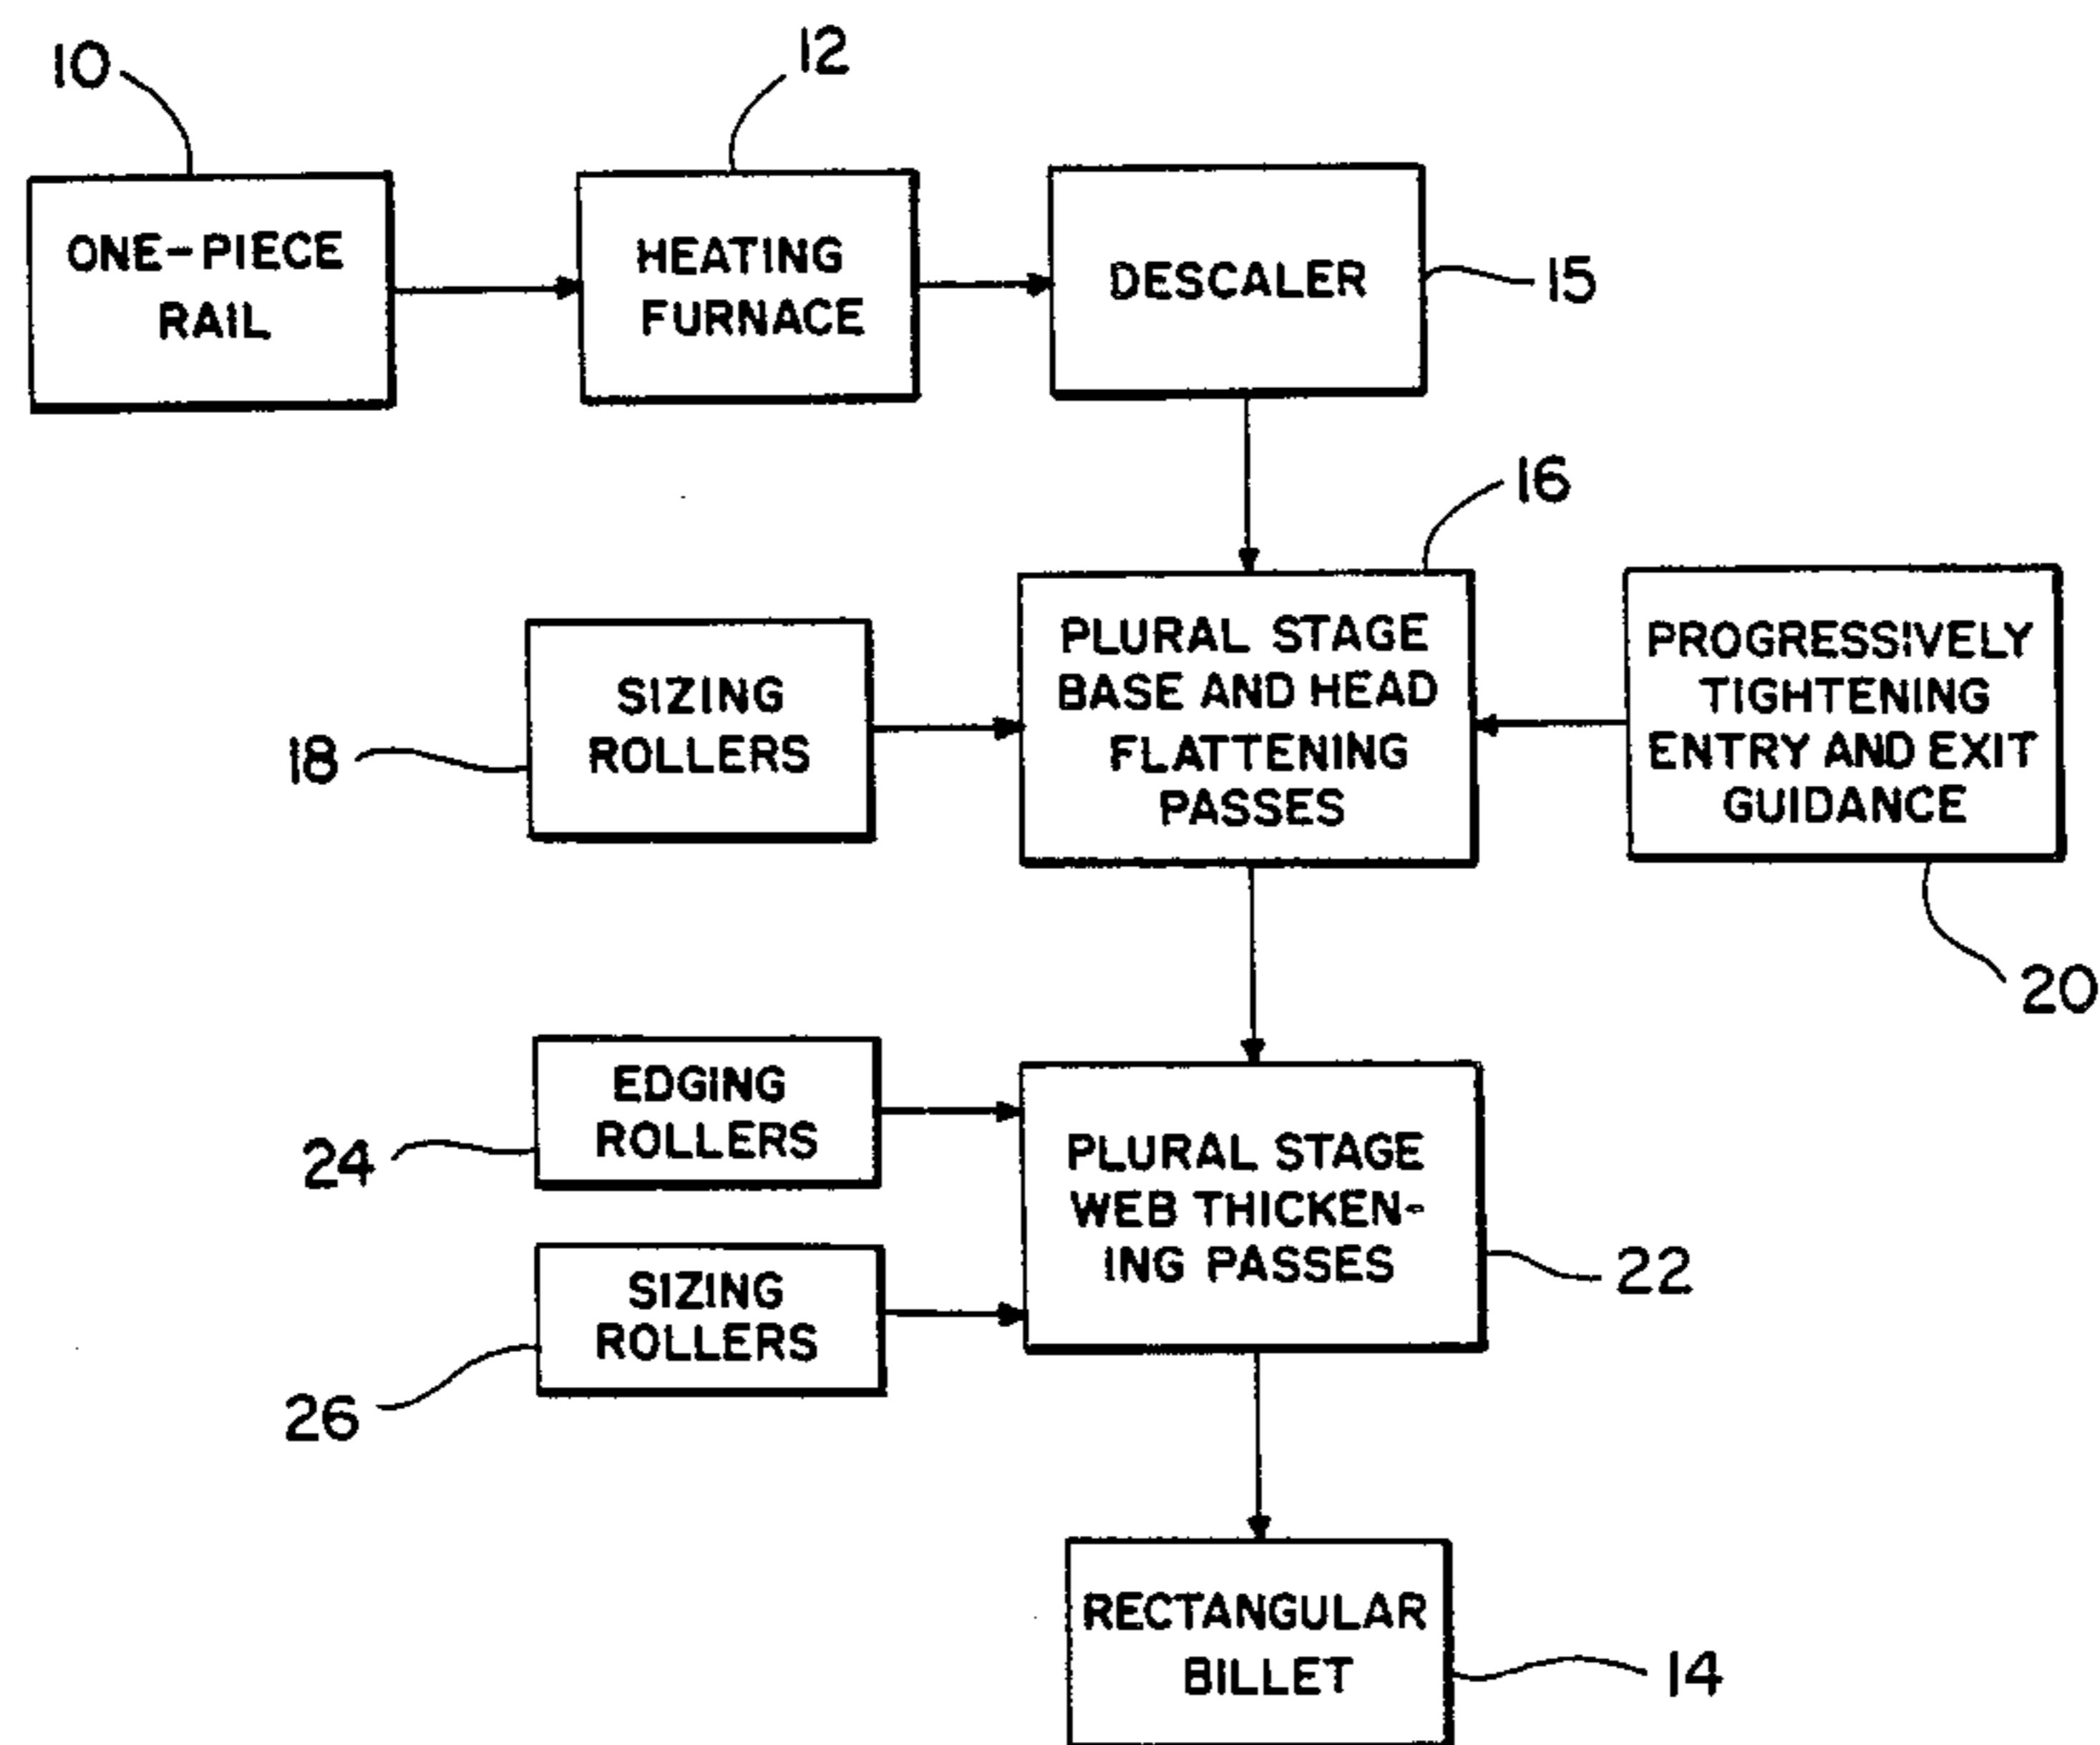 10
12
ONE-PIECE
RAIL
HEATING
FURNACE
DESCALER
15
16
SIZING
ROLLERS
18
PLURAL STAGE
BASE AND HEAD
FLATTENING
PASSES
PROGRESSIVELY
TIGHTENING
ENTRY AND EXIT
GUIDANCE
20
EDGING
ROLLERS
24
SIZING
ROLLERS
26
PLURAL STAGE
WEB THICKEN-
ING PASSES
22
RECTANGULAR
BILLET
14